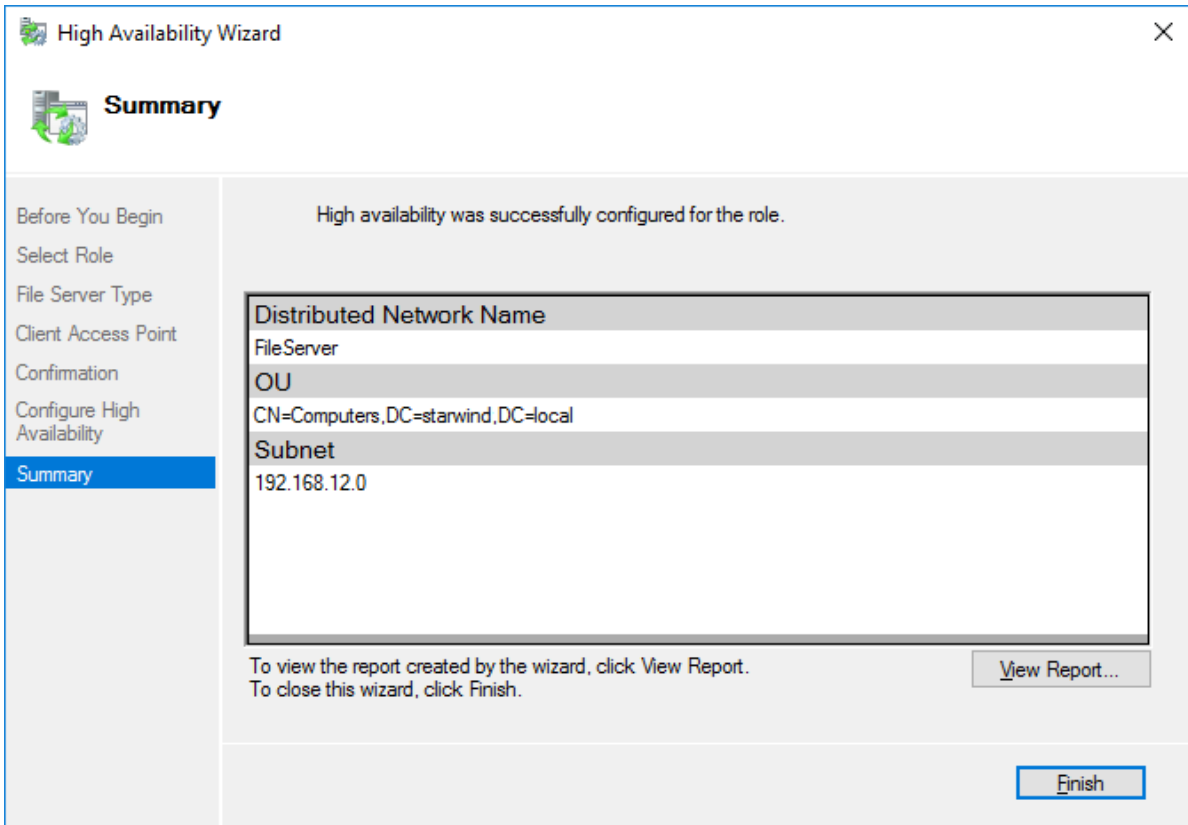 High Availability Wizard
Summary
Before You Begin
Select Role
File Server Type
Client Access Point
Confirmation
Configure High
Availability
Summary
High availability was successfully configured for the role.
Distributed Network Name
FileServer
OU
CN=Computers,DC=starwind,DC=local
Subnet
192.168.12.0
To view the report created by the wizard, click View Report.
To close this wizard, click Finish.
View Report...
Finish